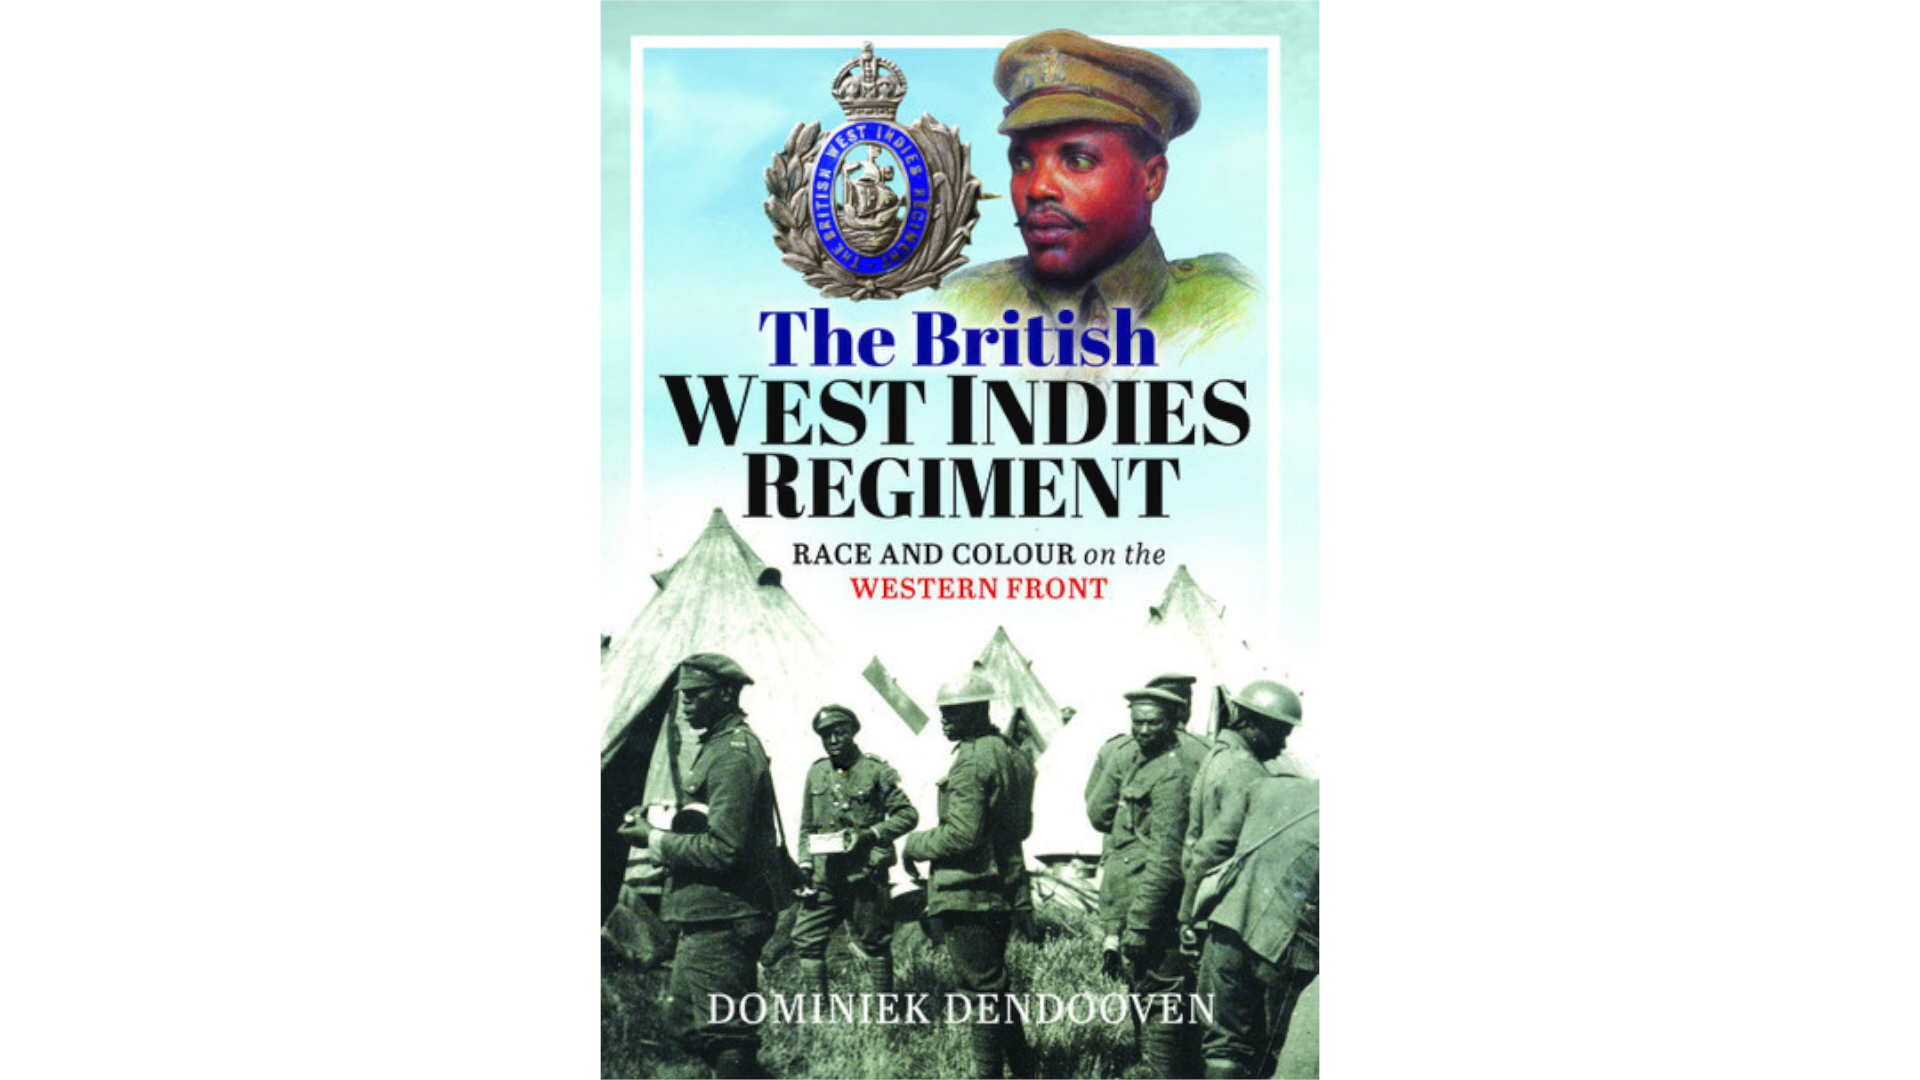 THE BRITISH WEST INDIES REGIMENT
The British
WEST INDIES
REGIMENT
RACE AND COLOUR on the
WESTERN FRONT
DOMINIEK DENDOOVEN